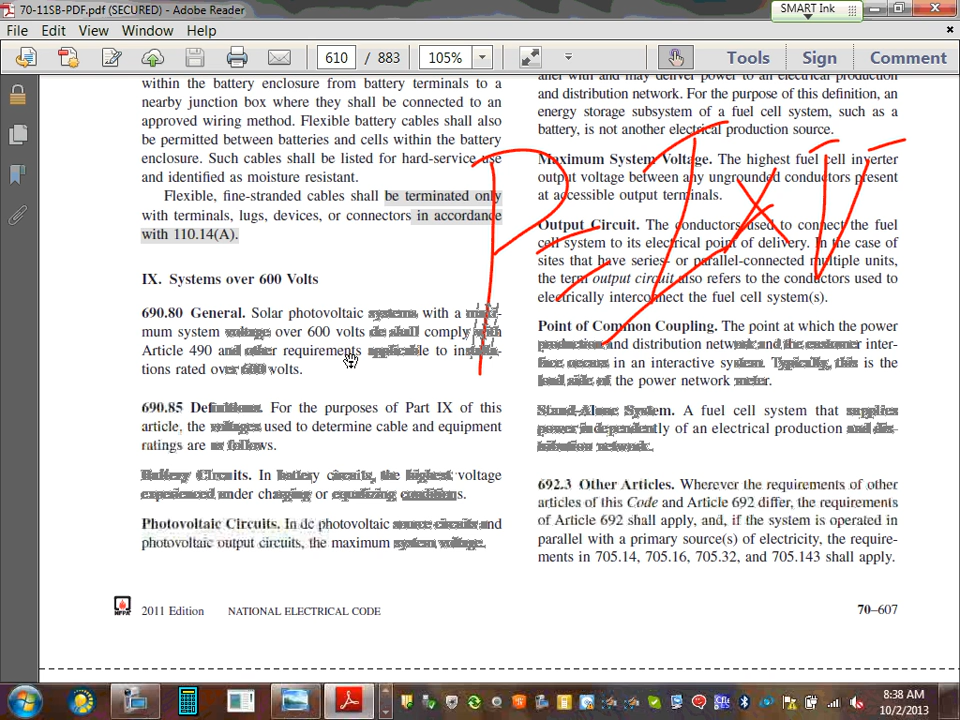 70-11SB-PDF.pdf (SECURED) - Adobe Reader
SMART Ink
File Edit View Window Help
610 / 883 105% Tools Sign Comment
within the battery enclosure from battery terminals to a
nearby junction box where they shall be connected to an
approved wiring method. Flexible battery cables shall also
be permitted between batteries and cells within the battery
enclosure. Such cables shall be listed for hard-service use
and identified as moisture resistant.
Flexible, fine-stranded cables shall be terminated only
with terminals, lugs, devices, or connectors in accordance
with 110.14(A).
IX. Systems over 600 Volts
690.80 General. Solar photovoltaic systems with a maxi-
mum system voltage over 600 volts dc shall comply with
Article 490 and other requirements applicable to installa-
tions rated over 600 volts.
690.85 Definitions. For the purposes of Part IX of this
article, the voltages used to determine cable and equipment
ratings are as follows.
Battery Circuits. In battery circuits, the highest voltage
experienced under charging or equalizing conditions.
Photovoltaic Circuits. In dc photovoltaic source circuits and
photovoltaic output circuits, the maximum system voltage.
allel with and may deliver power to an electrical production
and distribution network. For the purpose of this definition, an
energy storage subsystem of a fuel cell system, such as a
battery, is not another electrical production source.
Maximum System Voltage. The highest fuel cell inverter
output voltage between any ungrounded conductors present
at accessible output terminals.
Output Circuit. The conductors used to connect the fuel
cell system to its electrical point of delivery. In the case of
sites that have series- or parallel-connected multiple units,
the term output circuit also refers to the conductors used to
electrically interconnect the fuel cell system(s).
Point of Common Coupling. The point at which the power
production and distribution network and the customer inter-
face occurs in an interactive system. Typically, this is the
load side of the power network meter.
Stand-Alone System. A fuel cell system that supplies
power independently of an electrical production and dis-
tribution network.
692.3 Other Articles. Wherever the requirements of other
articles of this Code and Article 692 differ, the requirements
of Article 692 shall apply, and, if the system is operated in
parallel with a primary source(s) of electricity, the require-
ments in 705.14, 705.16, 705.32, and 705.143 shall apply.
P=IxV
NFPA 2011 Edition NATIONAL ELECTRICAL CODE 70–607
8:38 AM
10/2/2013